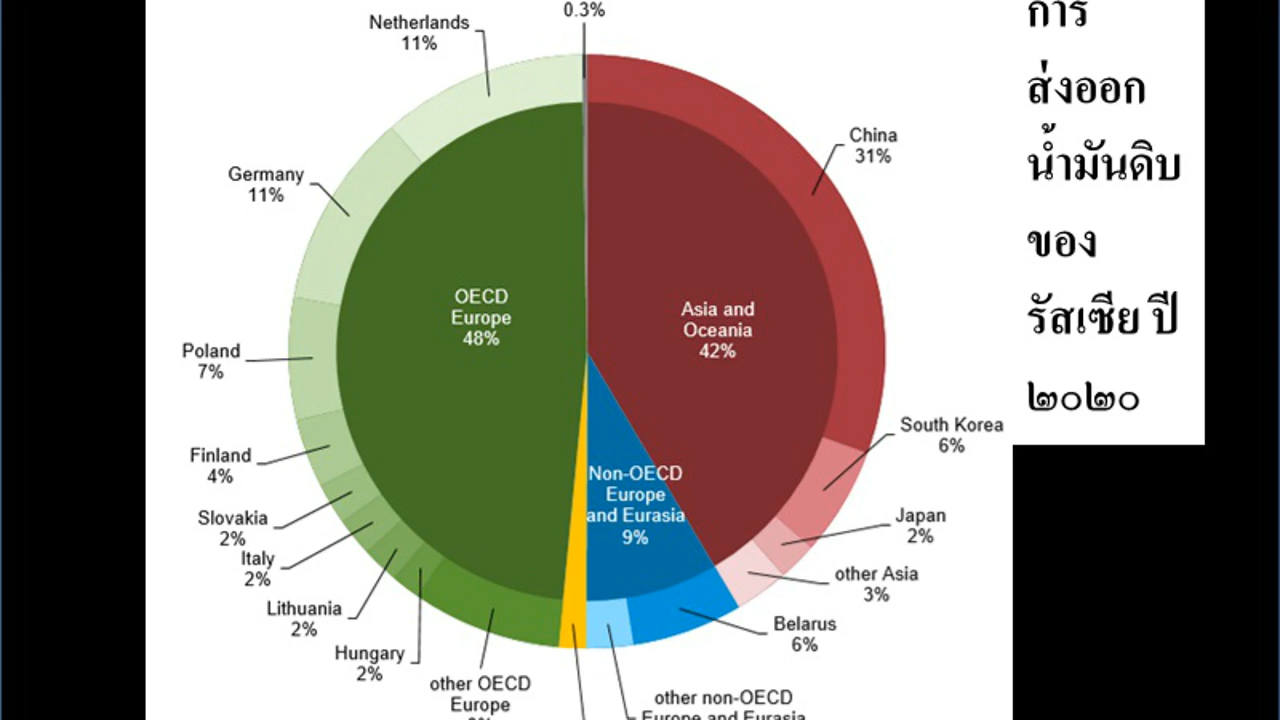 0.3%
Netherlands
11%
Germany
11%
Poland
7%
Finland
4%
Slovakia
2%
Italy
2%
Lithuania
2%
Hungary
2%
other OECD
Europe
OECD
Europe
48%
Asia and
Oceania
42%
Non-OECD
Europe
and Eurasia
9%
China
31%
South Korea
6%
Japan
2%
other Asia
3%
Belarus
6%
other non-OECD
Europe and Eurasia
การ
ส่งออก
น้ำมันดิบ
ของ
รัสเซีย ปี
๒๐๒๐